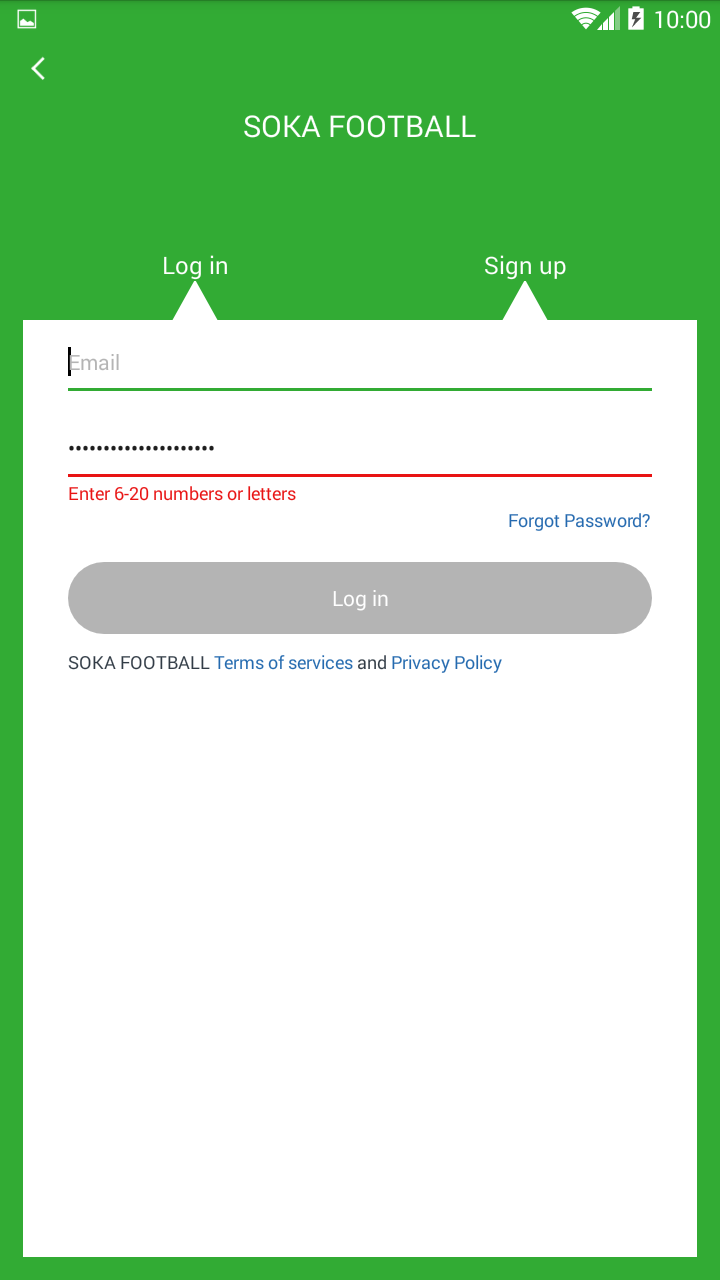 10:00
SOKA FOOTBALL
Log in Sign up
Email
•••••••••••••••••••••
Enter 6-20 numbers or letters
Forgot Password?
Log in
SOKA FOOTBALL Terms of services and Privacy Policy